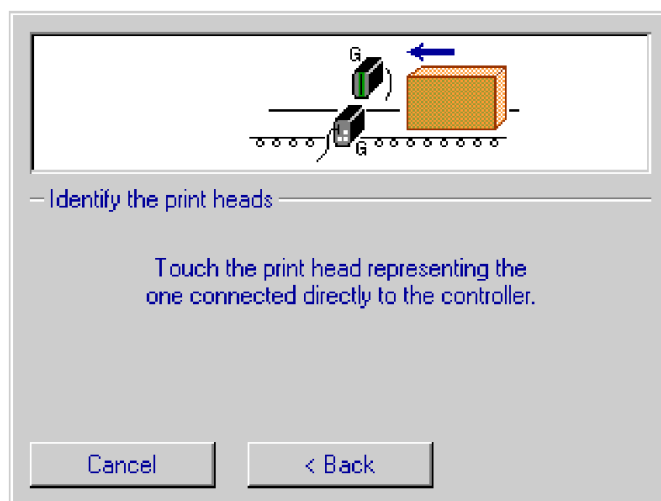 G
G
Identify the print heads
Touch the print head representing the
one connected directly to the controller.
Cancel
< Back